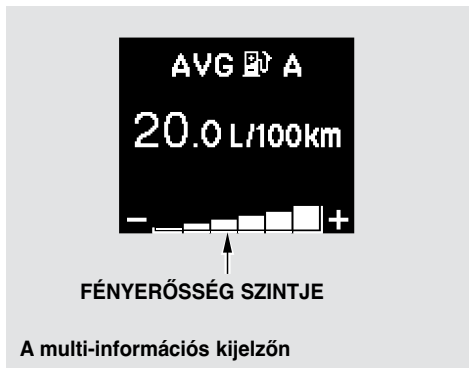 AVG A
20.0 L/100km
− +
FÉNYERŐSSÉG SZINTJE
A multi-információs kijelzőn